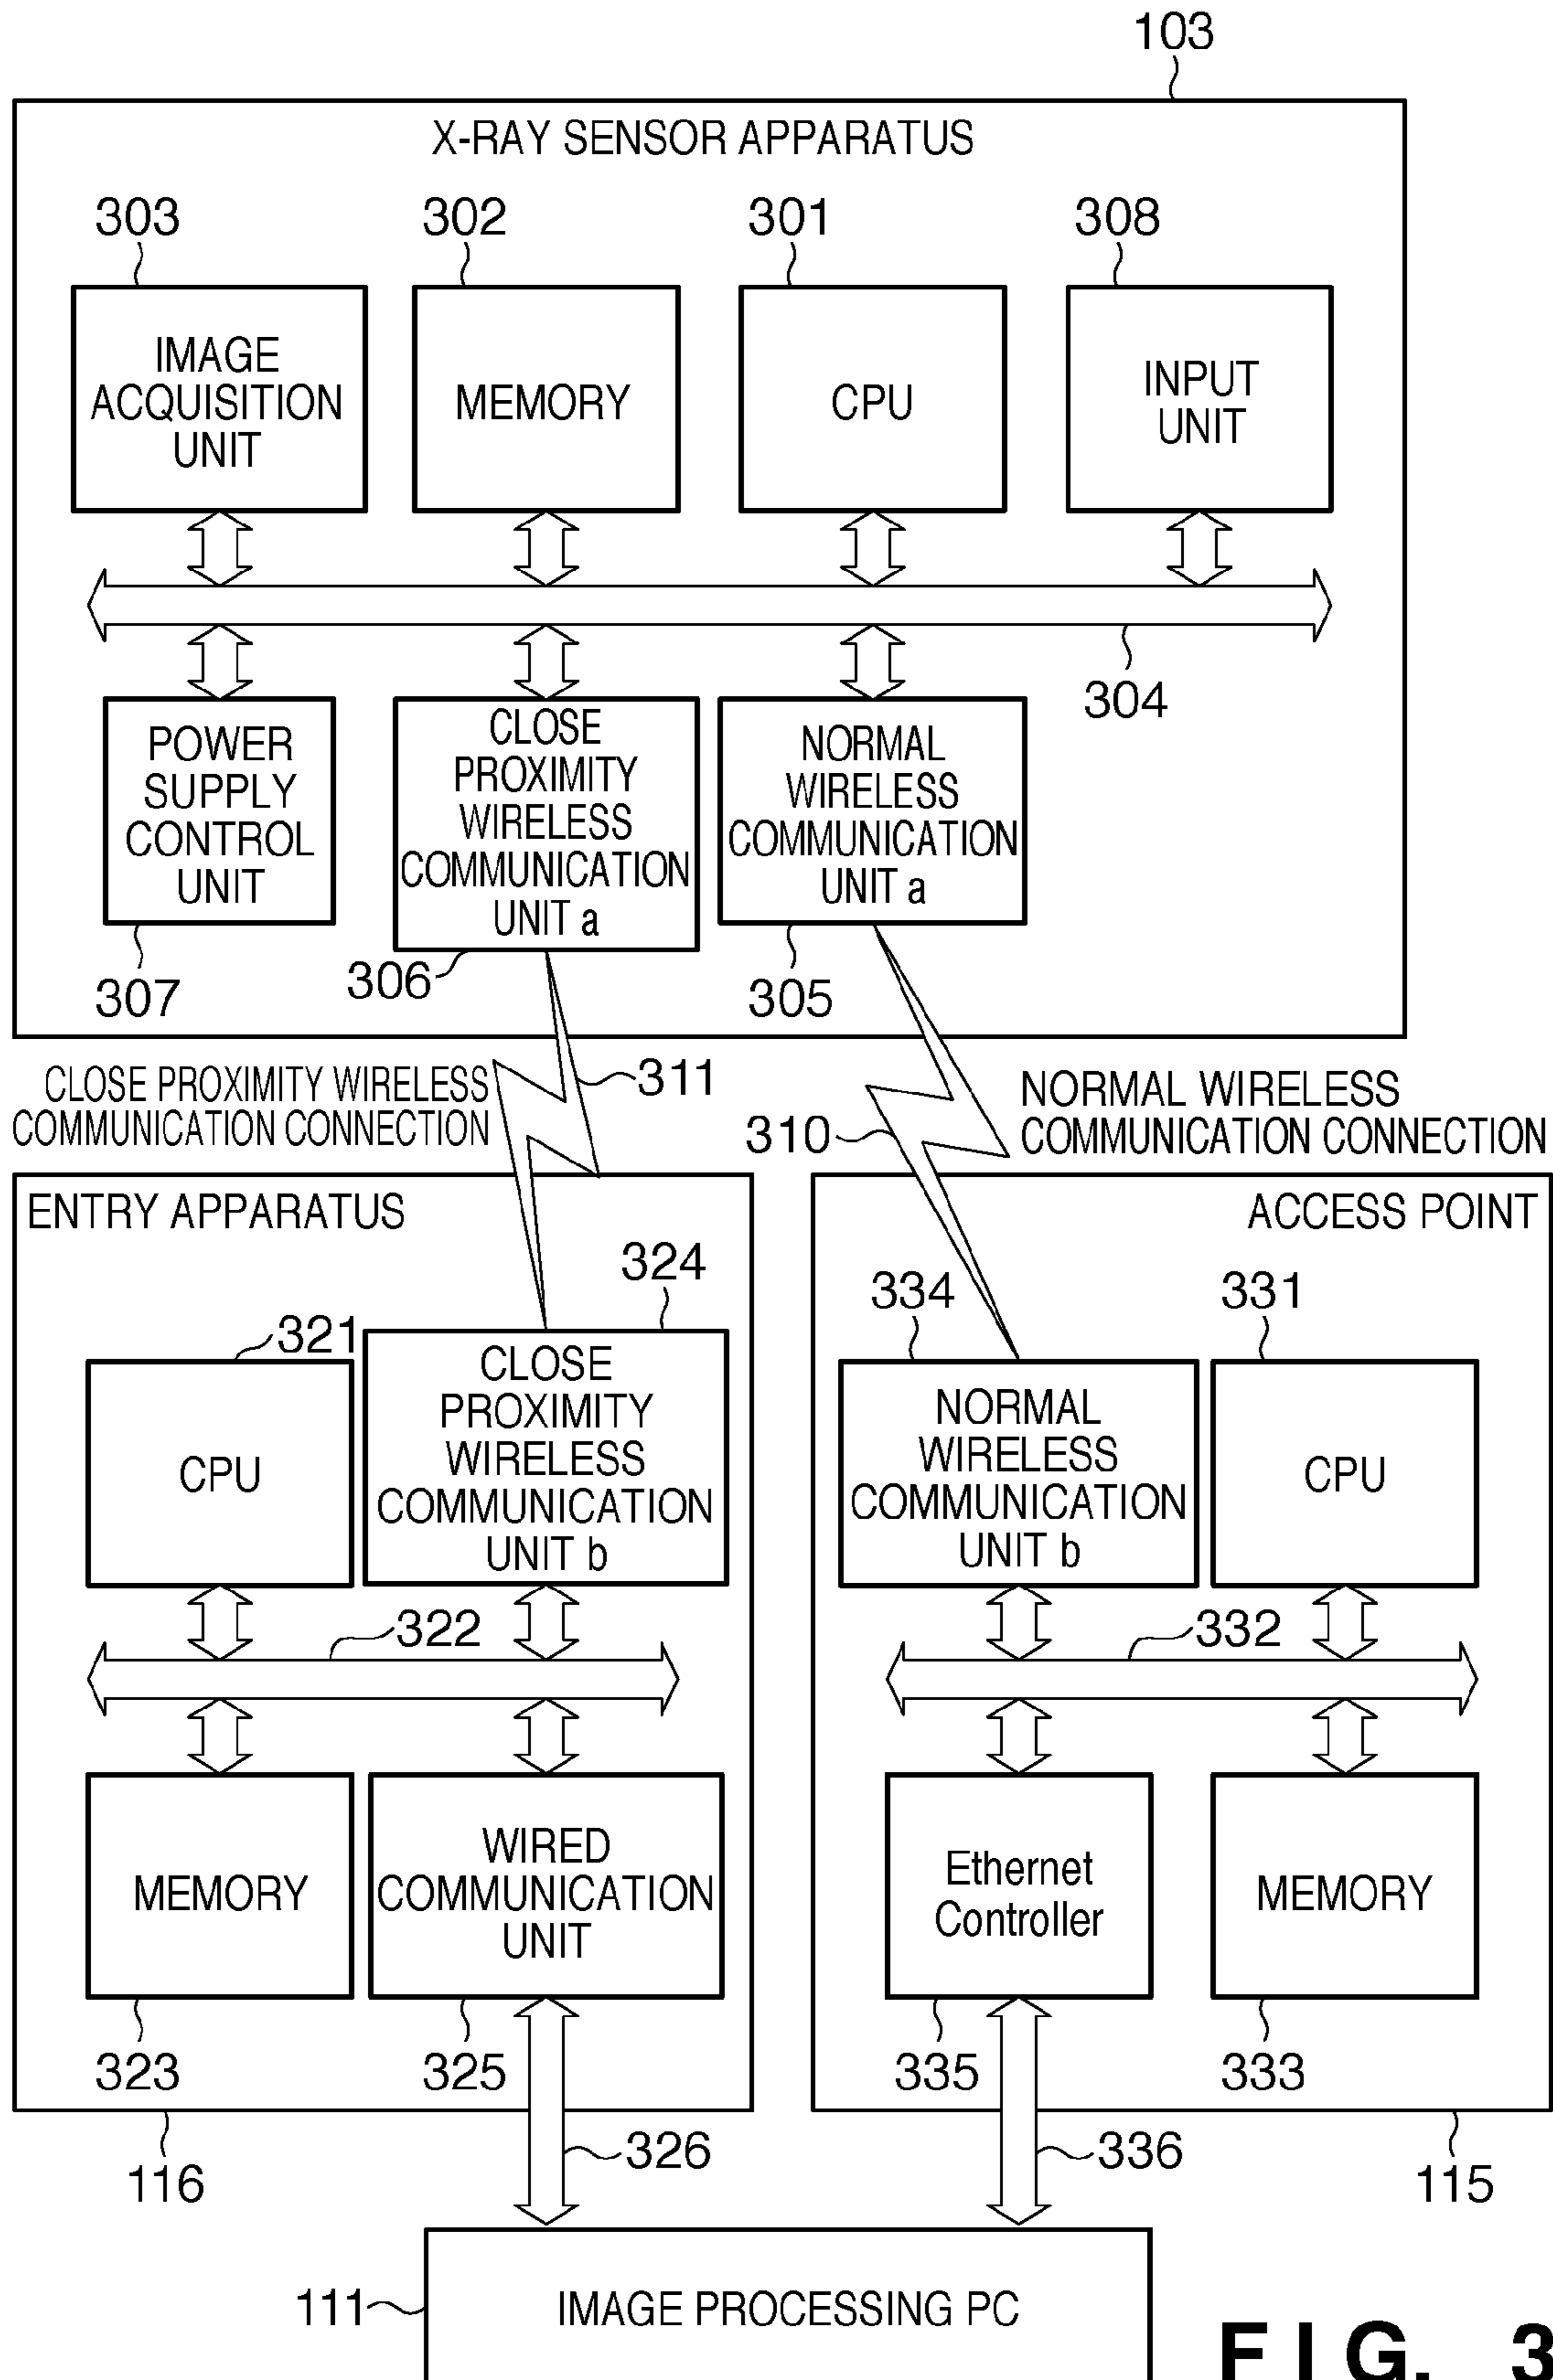 103
X-RAY SENSOR APPARATUS
303
302
301
308
IMAGE
ACQUISITION
UNIT
MEMORY
CPU
INPUT
UNIT
304
POWER
SUPPLY
CONTROL
UNIT
CLOSE
PROXIMITY
WIRELESS
COMMUNICATION
UNIT a
NORMAL
WIRELESS
COMMUNICATION
UNIT a
307
306
305
CLOSE PROXIMITY WIRELESS
COMMUNICATION CONNECTION
311
310
NORMAL WIRELESS
COMMUNICATION CONNECTION
ENTRY APPARATUS
324
321
CPU
CLOSE
PROXIMITY
WIRELESS
COMMUNICATION
UNIT b
322
MEMORY
WIRED
COMMUNICATION
UNIT
323
325
116
326
ACCESS POINT
334
331
NORMAL
WIRELESS
COMMUNICATION
UNIT b
CPU
332
Ethernet
Controller
MEMORY
335
333
336
115
111
IMAGE PROCESSING PC
FIG. 3